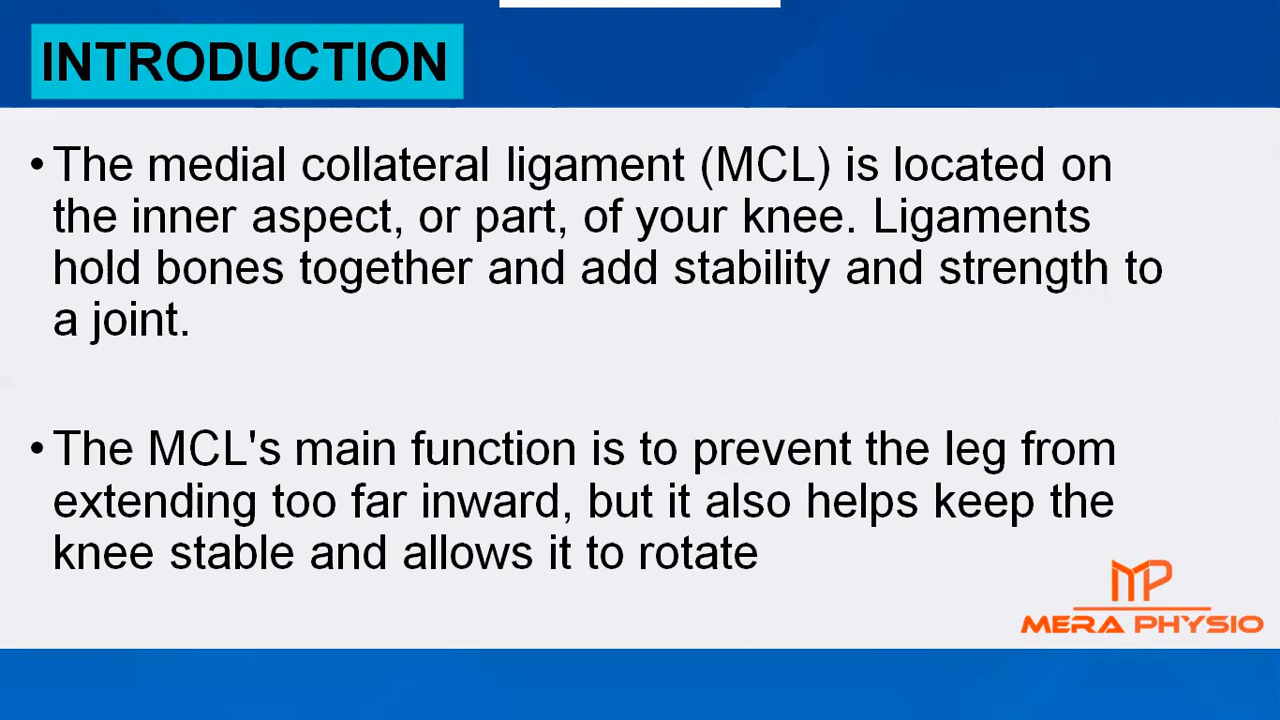 INTRODUCTION
• The medial collateral ligament (MCL) is located on
the inner aspect, or part, of your knee. Ligaments
hold bones together and add stability and strength to
a joint.
• The MCL's main function is to prevent the leg from
extending too far inward, but it also helps keep the
knee stable and allows it to rotate
MP
MERA PHYSIO